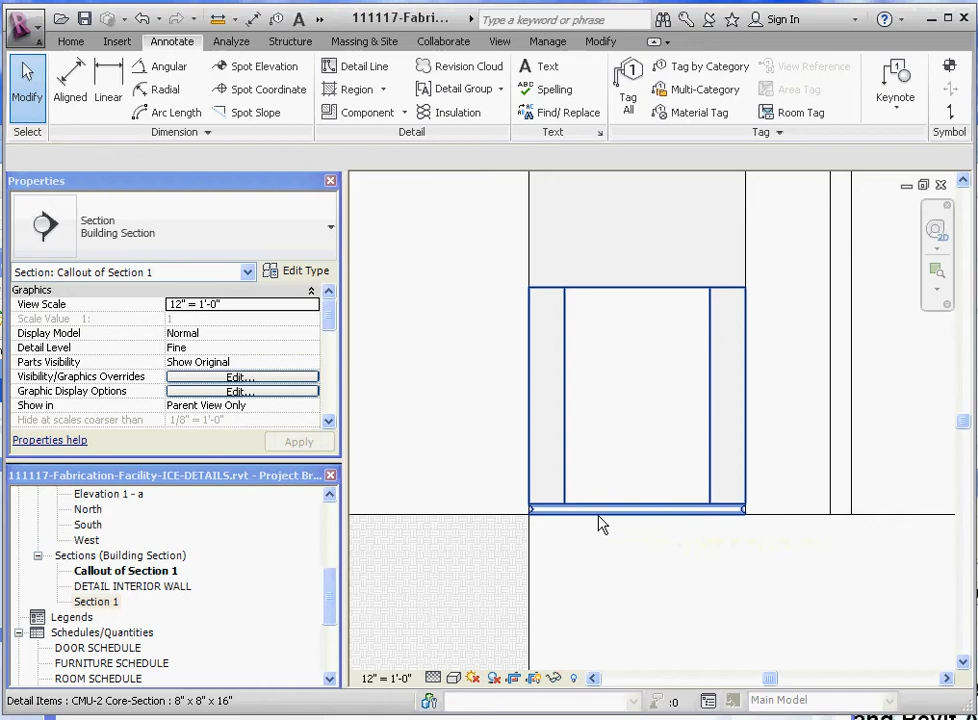 111117-Fabri...
Type a keyword or phrase
Sign In
Home Insert Annotate Analyze Structure Massing & Site Collaborate View Manage Modify
Modify
Aligned
Linear
Angular
Radial
Arc Length
Spot Elevation
Spot Coordinate
Spot Slope
Detail Line
Region
Component
Revision Cloud
Detail Group
Insulation
Text
Spelling
Find/ Replace
Tag
All
Tag by Category
Multi-Category
Material Tag
View Reference
Area Tag
Room Tag
Keynote
Select Dimension Detail Text Tag Symbol
Properties
Section
Building Section
Section: Callout of Section 1
Edit Type
Graphics
View Scale 12" = 1'-0"
Scale Value 1: 1
Display Model Normal
Detail Level Fine
Parts Visibility Show Original
Visibility/Graphics Overrides Edit...
Graphic Display Options Edit...
Show in Parent View Only
Hide at scales coarser than 1/8" = 1'-0"
Properties help
Apply
111117-Fabrication-Facility-ICE-DETAILS.rvt - Project Br...
Elevation 1 - a
North
South
West
Sections (Building Section)
Callout of Section 1
DETAIL INTERIOR WALL
Section 1
Legends
Schedules/Quantities
DOOR SCHEDULE
FURNITURE SCHEDULE
ROOM SCHEDULE
12" = 1'-0"
Detail Items: CMU-2 Core-Section : 8" x 8" x 16"
:0
Main Model